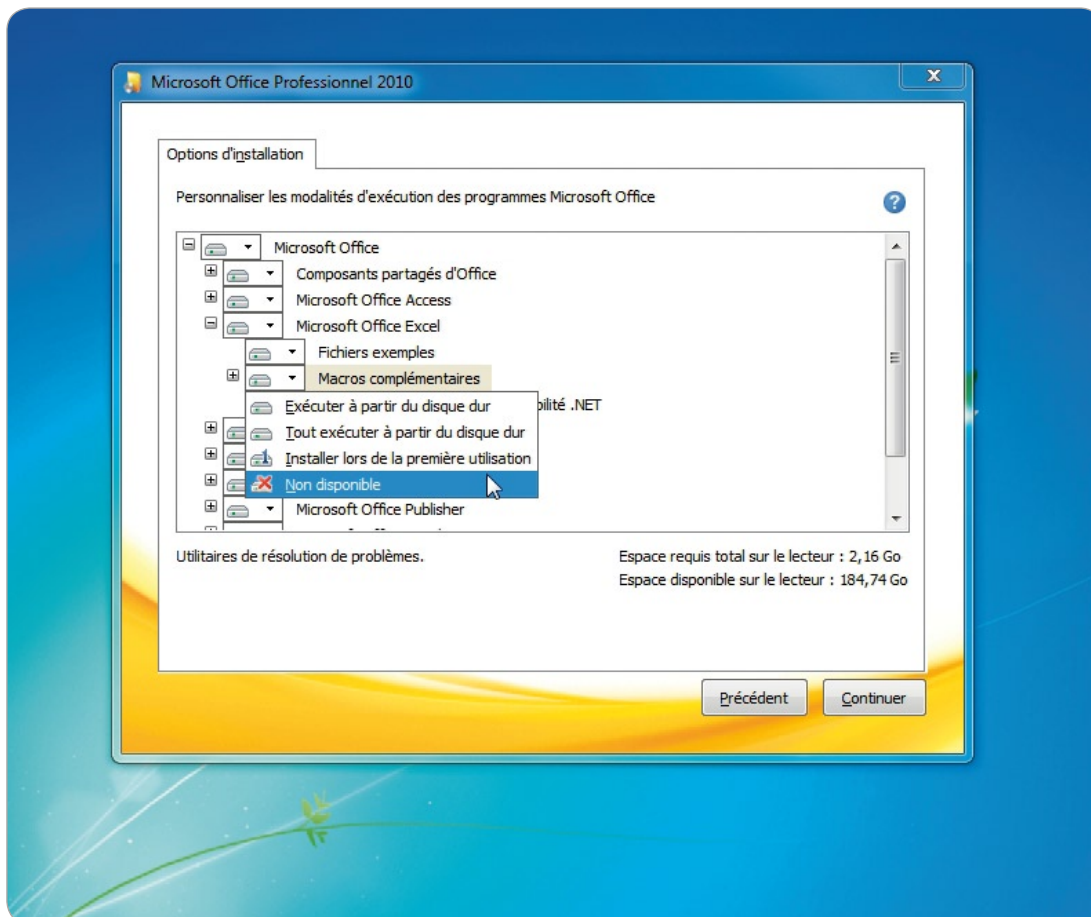 Microsoft Office Professionnel 2010
Options d'installation
Personnaliser les modalités d'exécution des programmes Microsoft Office
Microsoft Office
Composants partagés d'Office
Microsoft Office Access
Microsoft Office Excel
Fichiers exemples
Macros complémentaires
Exécuter à partir du disque dur
bilité .NET
Tout exécuter à partir du disque dur
Installer lors de la première utilisation
Non disponible
Microsoft Office Publisher
Utilitaires de résolution de problèmes.
Espace requis total sur le lecteur : 2,16 Go
Espace disponible sur le lecteur : 184,74 Go
Précédent
Continuer